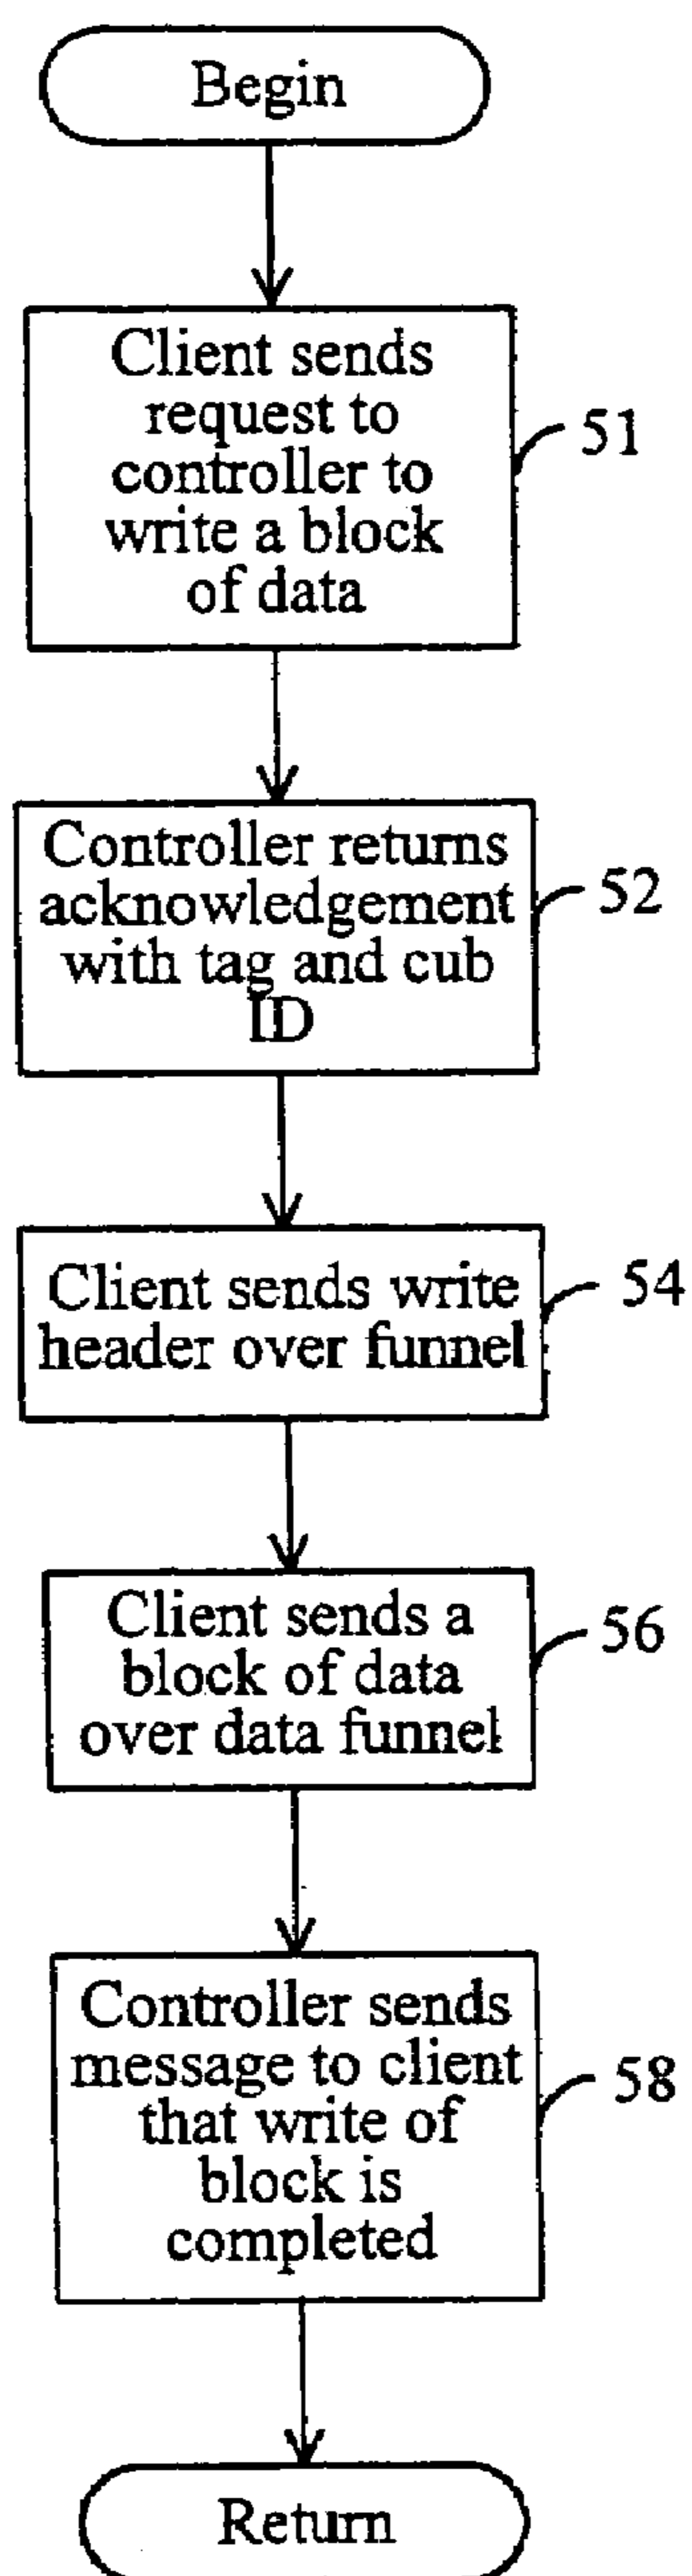 Begin
Client sends
request to
controller to
write a block
of data
51
Controller returns
acknowledgement
with tag and cub
ID
52
Client sends write
header over funnel
54
Client sends a
block of data
over data funnel
56
Controller sends
message to client
that write of
block is
completed
58
Return